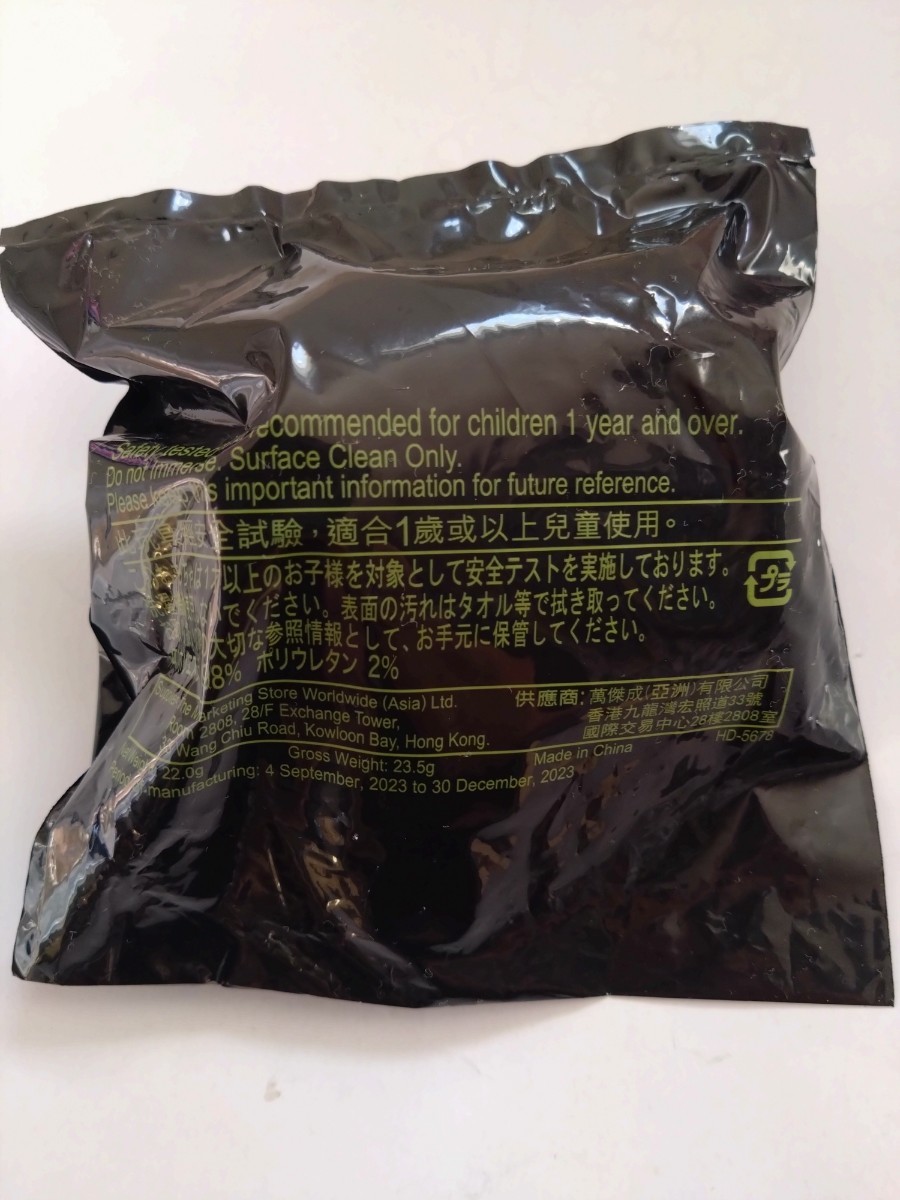 Safety tested ecommended for children 1 year and over.
Do not immerse. Surface Clean Only.
Please keep this important information for future reference.
全試驗，適合1歲或以上兒童使用。
以上のお子様を対象として安全テストを実施しております。
でください。表面の汚れはタオル等で拭き取ってください。
大切な参照情報として、お手元に保管してください。
8% ポリウレタン 2%
プラ
Marketing Store Worldwide (Asia) Ltd.
Room 2808, 28/F Exchange Tower,
Wang Chiu Road, Kowloon Bay, Hong Kong.
供應商: 萬傑成(亞洲)有限公司
香港九龍灣宏照道33號
國際交易中心28樓2808室
22.0g Gross Weight: 23.5g Made in China HD-5678
manufacturing: 4 September, 2023 to 30 December, 2023